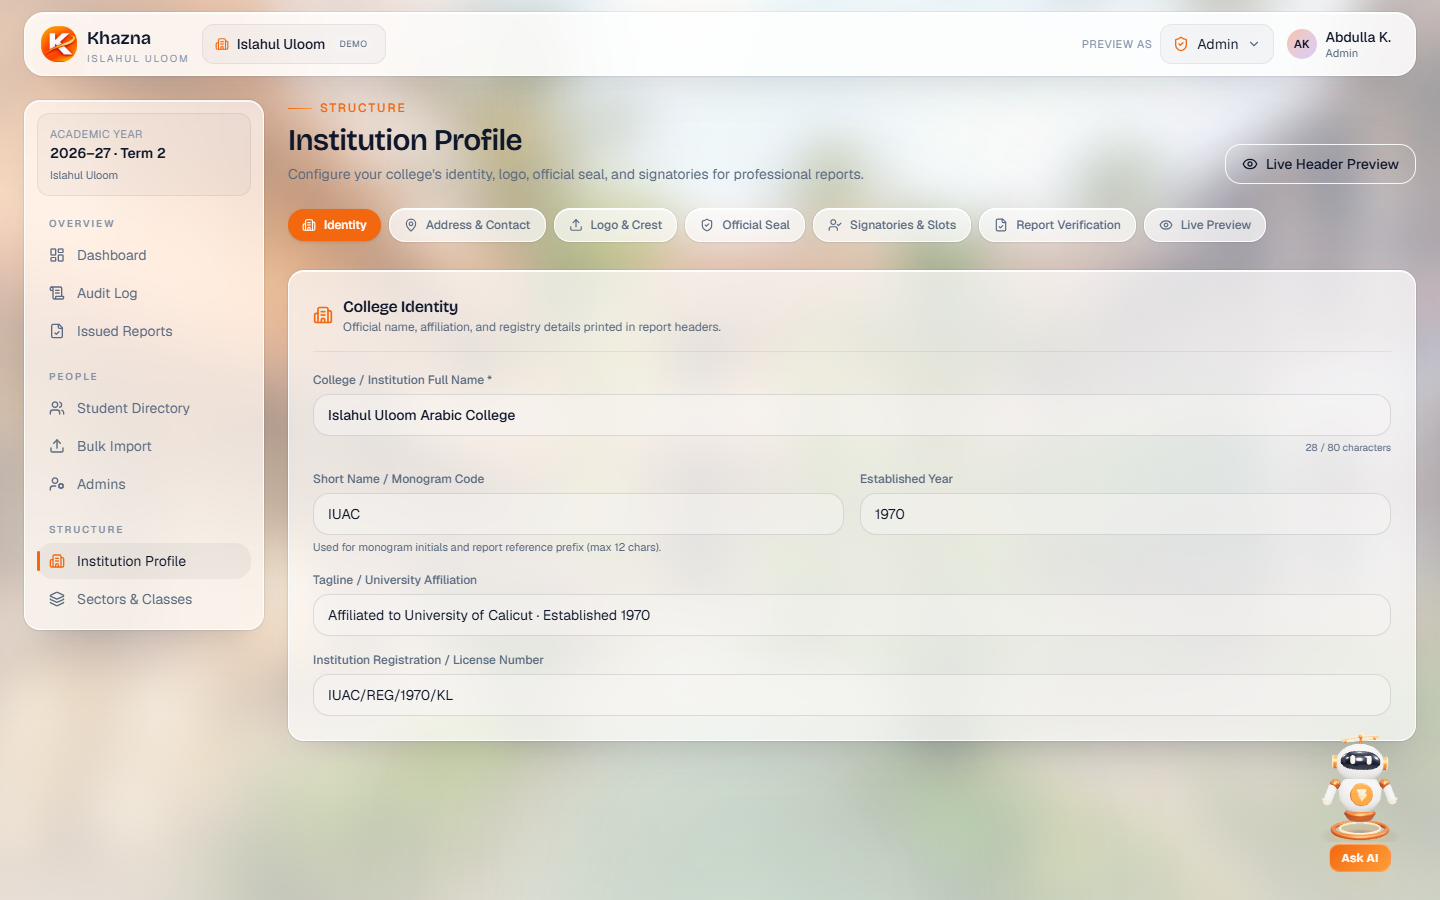 Khazna
ISLAHUL ULOOM
Islahul Uloom DEMO
PREVIEW AS
Admin
AK
Abdulla K.
Admin
ACADEMIC YEAR
2026–27 · Term 2
Islahul Uloom
OVERVIEW
Dashboard
Audit Log
Issued Reports
PEOPLE
Student Directory
Bulk Import
Admins
STRUCTURE
Institution Profile
Sectors & Classes
STRUCTURE
Institution Profile
Configure your college's identity, logo, official seal, and signatories for professional reports.
Live Header Preview
Identity
Address & Contact
Logo & Crest
Official Seal
Signatories & Slots
Report Verification
Live Preview
College Identity
Official name, affiliation, and registry details printed in report headers.
College / Institution Full Name *
Islahul Uloom Arabic College
28 / 80 characters
Short Name / Monogram Code
IUAC
Used for monogram initials and report reference prefix (max 12 chars).
Established Year
1970
Tagline / University Affiliation
Affiliated to University of Calicut · Established 1970
Institution Registration / License Number
IUAC/REG/1970/KL
Ask AI